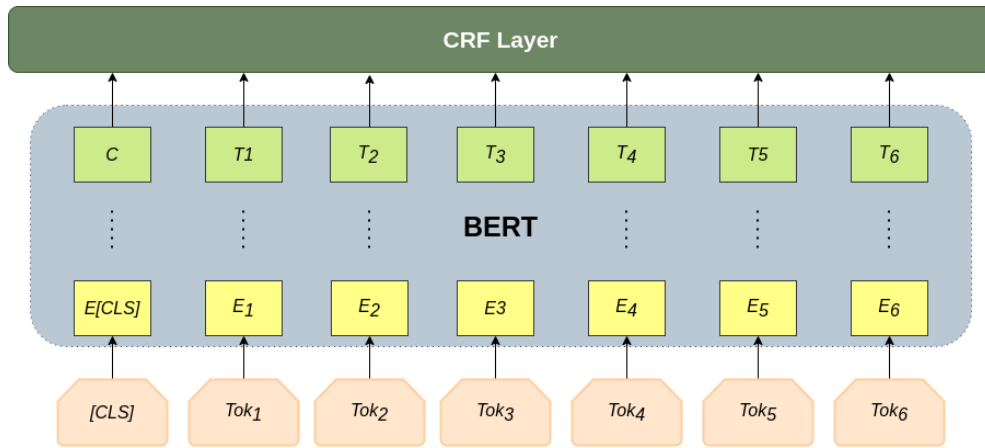 CRF Layer
C T1 T2 T3 T4 T5 T6
BERT
E[CLS] E1 E2 E3 E4 E5 E6
[CLS] Tok1 Tok2 Tok3 Tok4 Tok5 Tok6